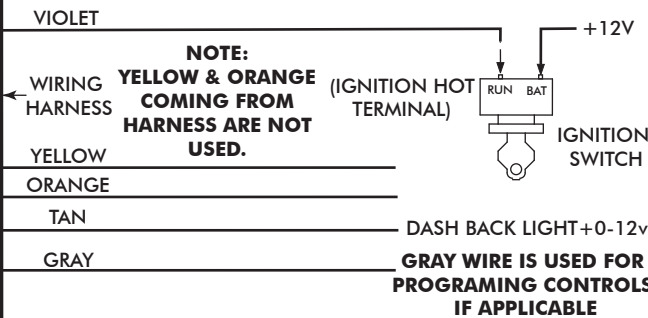 VIOLET
+12V
NOTE:
YELLOW & ORANGE
COMING FROM
HARNESS ARE NOT
USED.
WIRING
HARNESS
(IGNITION HOT
TERMINAL)
RUN BAT
IGNITION
SWITCH
YELLOW
ORANGE
TAN
DASH BACK LIGHT+0-12v
GRAY
GRAY WIRE IS USED FOR
PROGRAMING CONTROLS
IF APPLICABLE